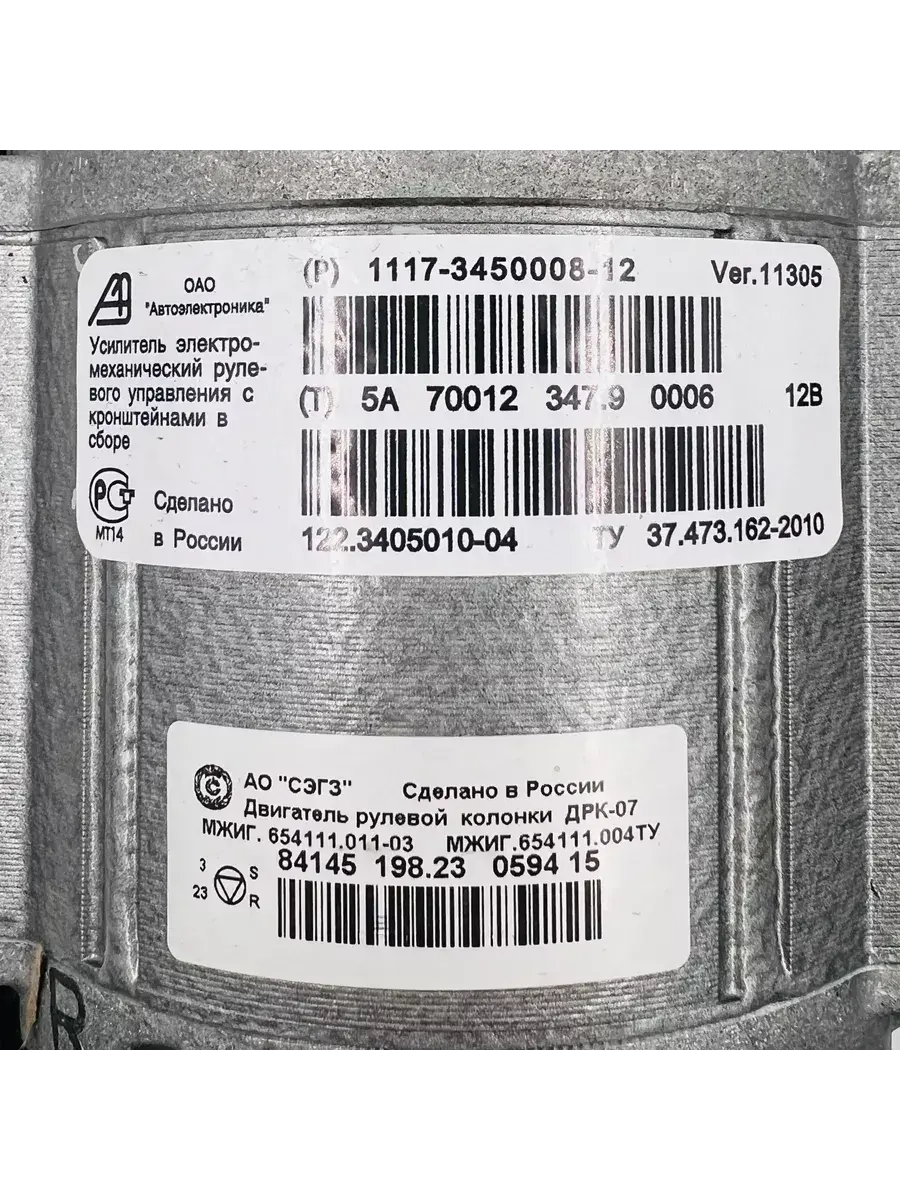 ОАО
"Автоэлектроника"
(P) 1117-3450008-12 Ver.11305
Усилитель электро-
механический руле-
вого управления с
кронштейнами в
сборе
(T) 5A 70012 347.9 0006 12В
РСТ
МТ14
Сделано
в России
122.3405010-04 ТУ 37.473.162-2010
АО "СЭГЗ" Сделано в России
Двигатель рулевой колонки ДРК-07
МЖИГ. 654111.011-03 МЖИГ.654111.004ТУ
84145 198.23 0594 15
3 S
23 R
R